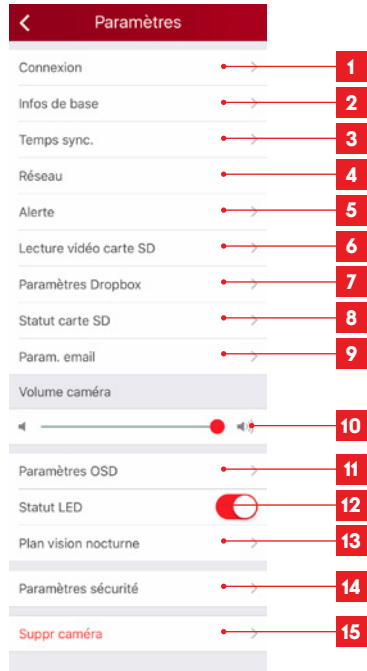 Paramètres
Connexion 1
Infos de base 2
Temps sync. 3
Réseau 4
Alerte 5
Lecture vidéo carte SD 6
Paramètres Dropbox 7
Statut carte SD 8
Param. email 9
Volume caméra
10
Paramètres OSD 11
Statut LED 12
Plan vision nocturne 13
Paramètres sécurité 14
Suppr caméra 15